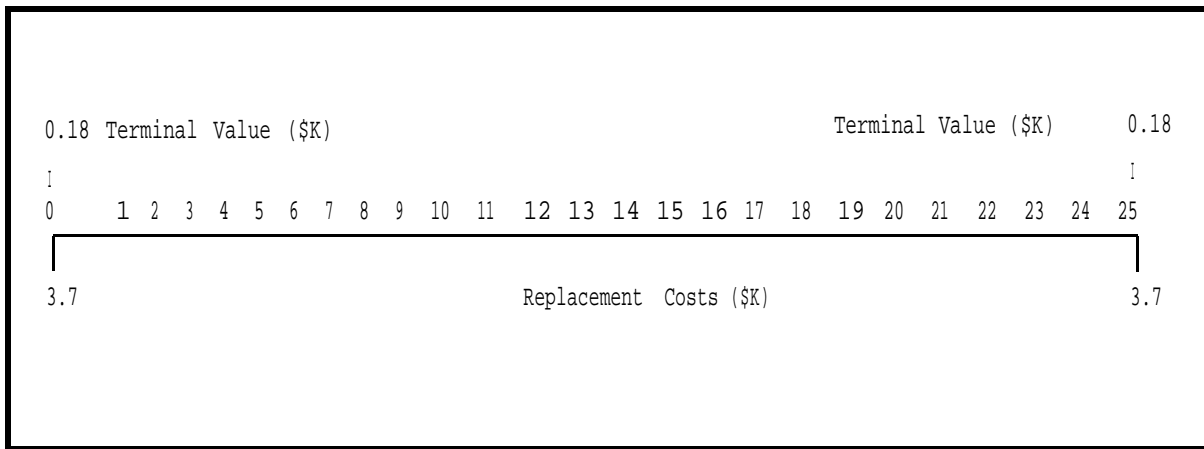 0.18 Terminal Value ($K) Terminal Value ($K) 0.18
I I
0 1 2 3 4 5 6 7 8 9 10 11 12 13 14 15 16 17 18 19 20 21 22 23 24 25
3.7 Replacement Costs ($K) 3.7